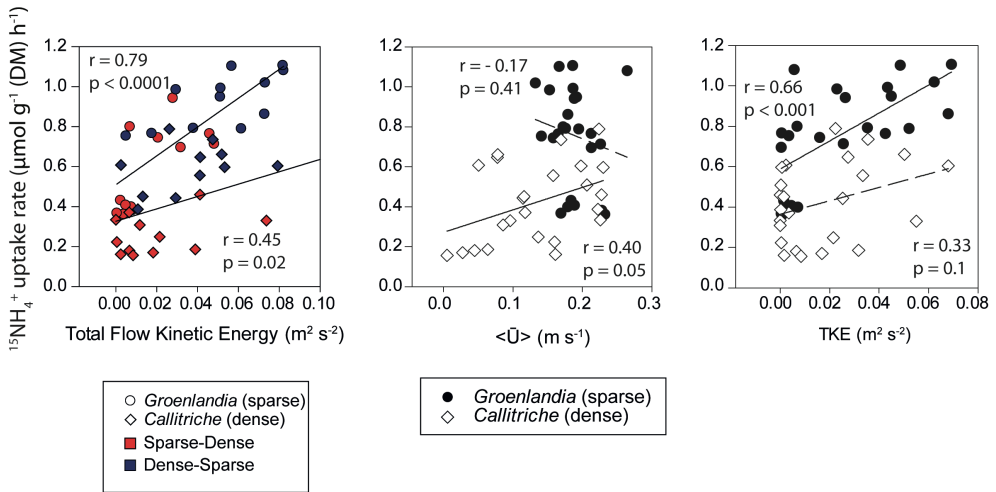 ¹⁵NH₄⁺ uptake rate (µmol g⁻¹ (DM) h⁻¹)
1.2
1.0
0.8
0.6
0.4
0.2
0.0
r = 0.79
p < 0.0001
r = 0.45
p = 0.02
0.00 0.02 0.04 0.06 0.08 0.10
Total Flow Kinetic Energy (m² s⁻²)
1.2
1.0
0.8
0.6
0.4
0.2
0.0
r = - 0.17
p = 0.41
r = 0.40
p = 0.05
0.0 0.1 0.2 0.3
<Ū> (m s⁻¹)
1.2
1.0
0.8
0.6
0.4
0.2
0.0
r = 0.66
p < 0.001
r = 0.33
p = 0.1
0.00 0.02 0.04 0.06 0.08
TKE (m² s⁻²)
Groenlandia (sparse)
Callitriche (dense)
Sparse-Dense
Dense-Sparse
Groenlandia (sparse)
Callitriche (dense)